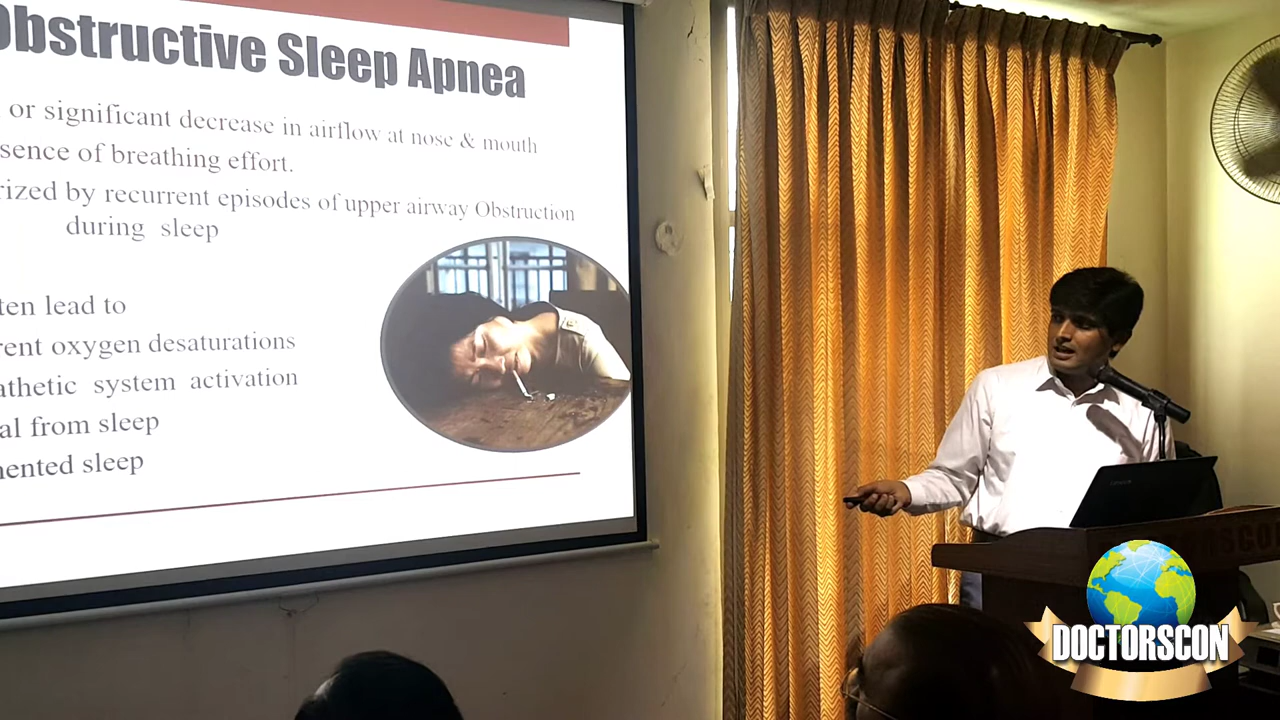 Obstructive Sleep Apnea
or significant decrease in airflow at nose & mouth
sence of breathing effort.
rized by recurrent episodes of upper airway Obstruction
during sleep
ten lead to
rent oxygen desaturations
athetic system activation
al from sleep
nented sleep
DOCTORSCON